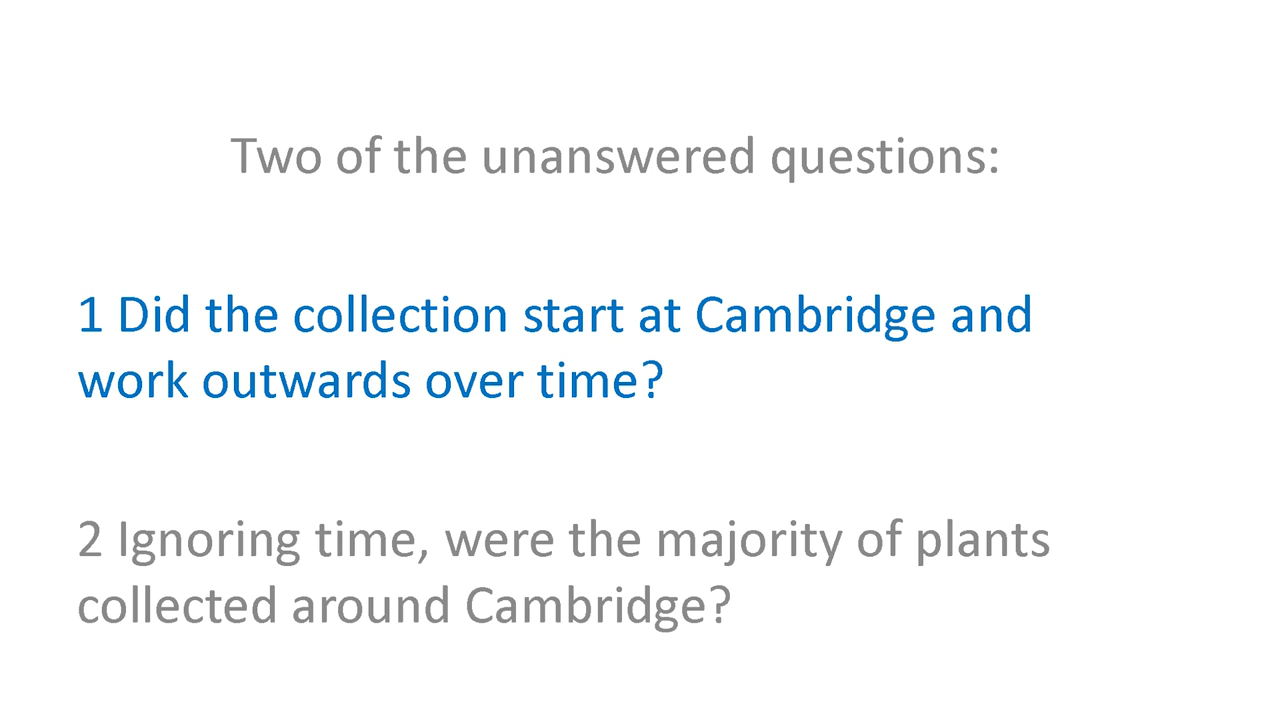 Two of the unanswered questions:
1 Did the collection start at Cambridge and
work outwards over time?
2 Ignoring time, were the majority of plants
collected around Cambridge?